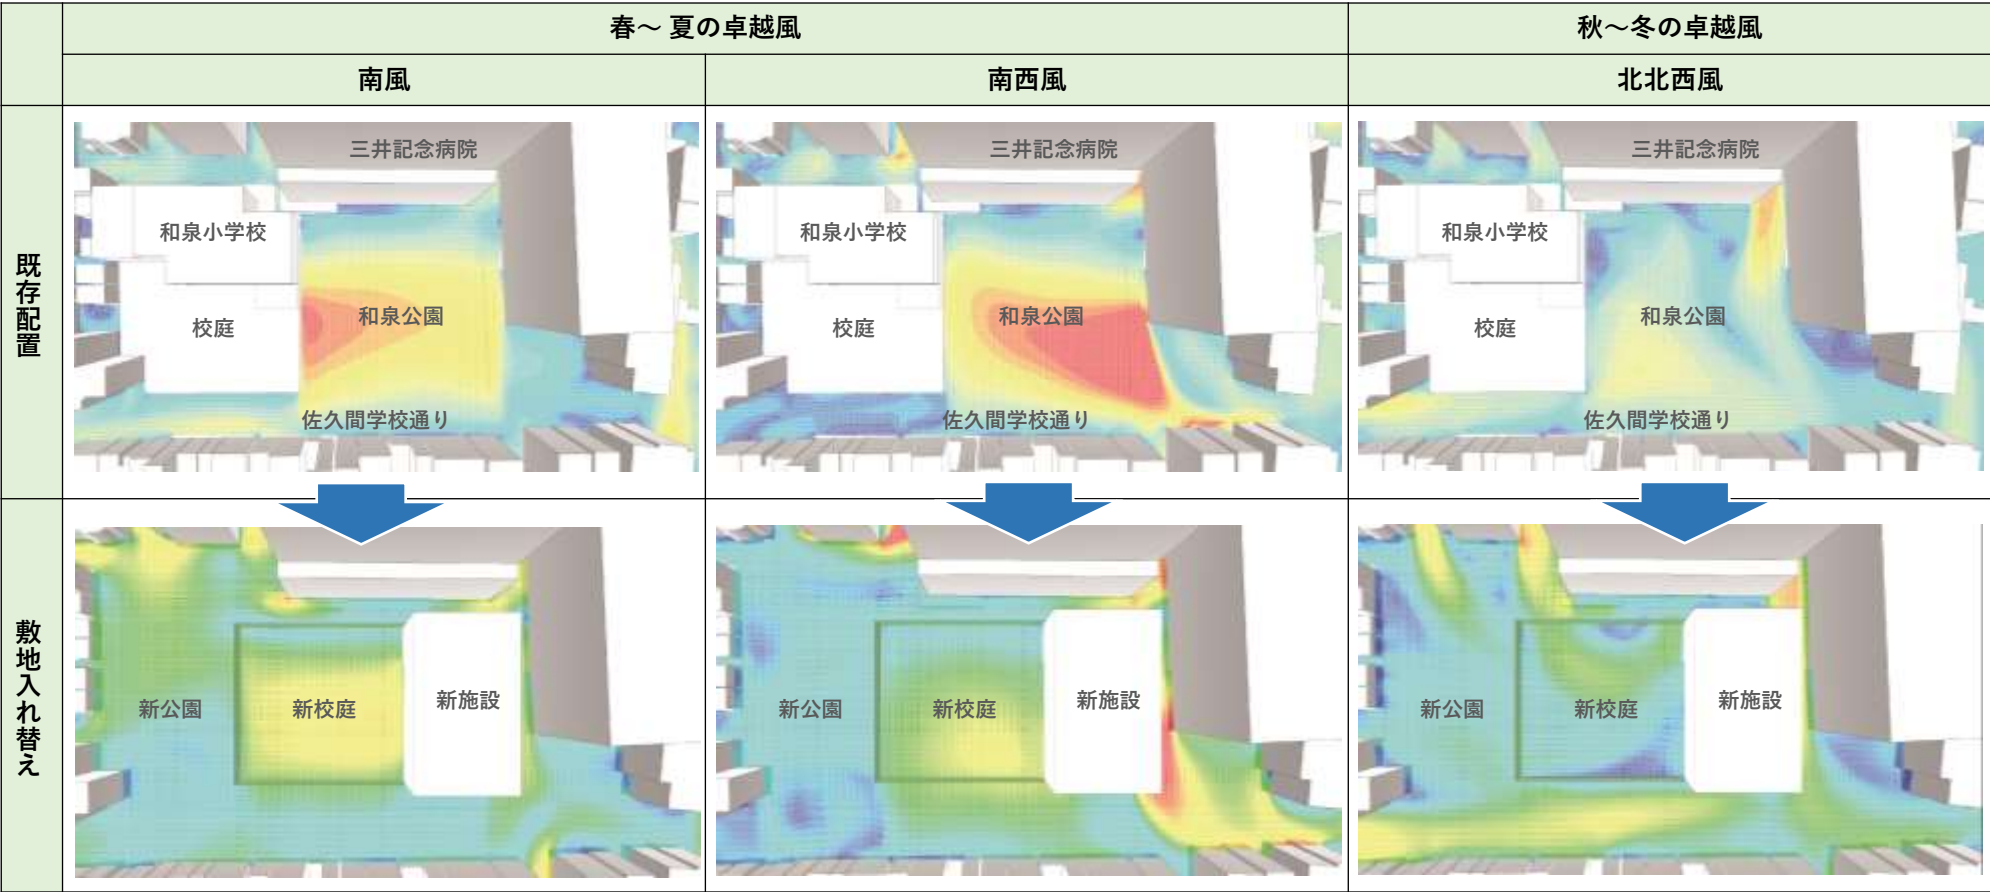 春～ 夏の卓越風
秋～冬の卓越風
南風
南西風
北北西風
既存配置
三井記念病院
和泉小学校
校庭
和泉公園
佐久間学校通り
三井記念病院
和泉小学校
校庭
和泉公園
佐久間学校通り
三井記念病院
和泉小学校
校庭
和泉公園
佐久間学校通り
敷地入れ替え
新公園
新校庭
新施設
新公園
新校庭
新施設
新公園
新校庭
新施設